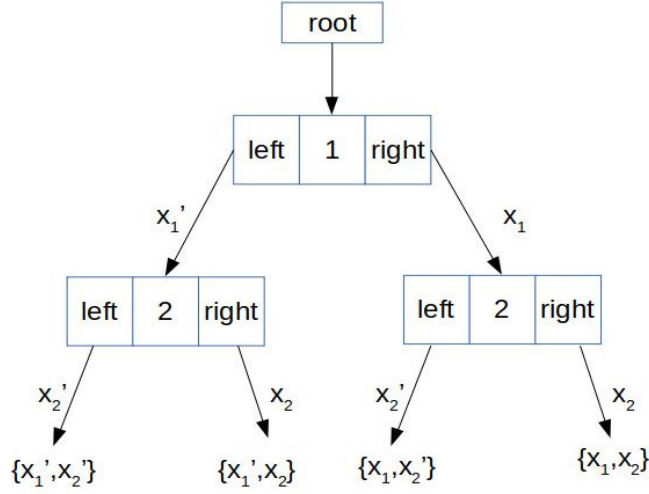 root
left 1 right
x₁’ x₁
left 2 right left 2 right
x₂’ x₂ x₂’ x₂
{x₁’,x₂’} {x₁’,x₂} {x₁,x₂’} {x₁,x₂}